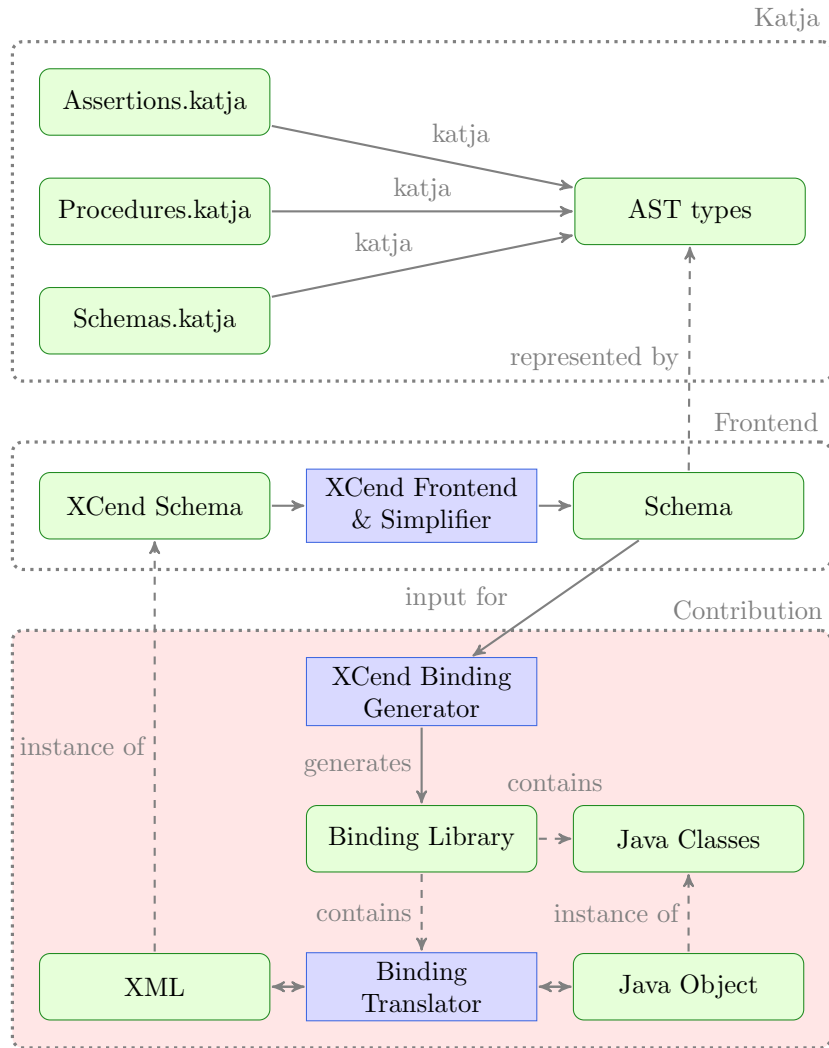 Katja
Assertions.katja
katja
Procedures.katja
katja
AST types
katja
Schemas.katja
represented by
Frontend
XCend Schema
XCend Frontend
& Simplifier
Schema
input for
Contribution
XCend Binding
Generator
instance of
generates
contains
Binding Library
Java Classes
contains
instance of
XML
Binding
Translator
Java Object